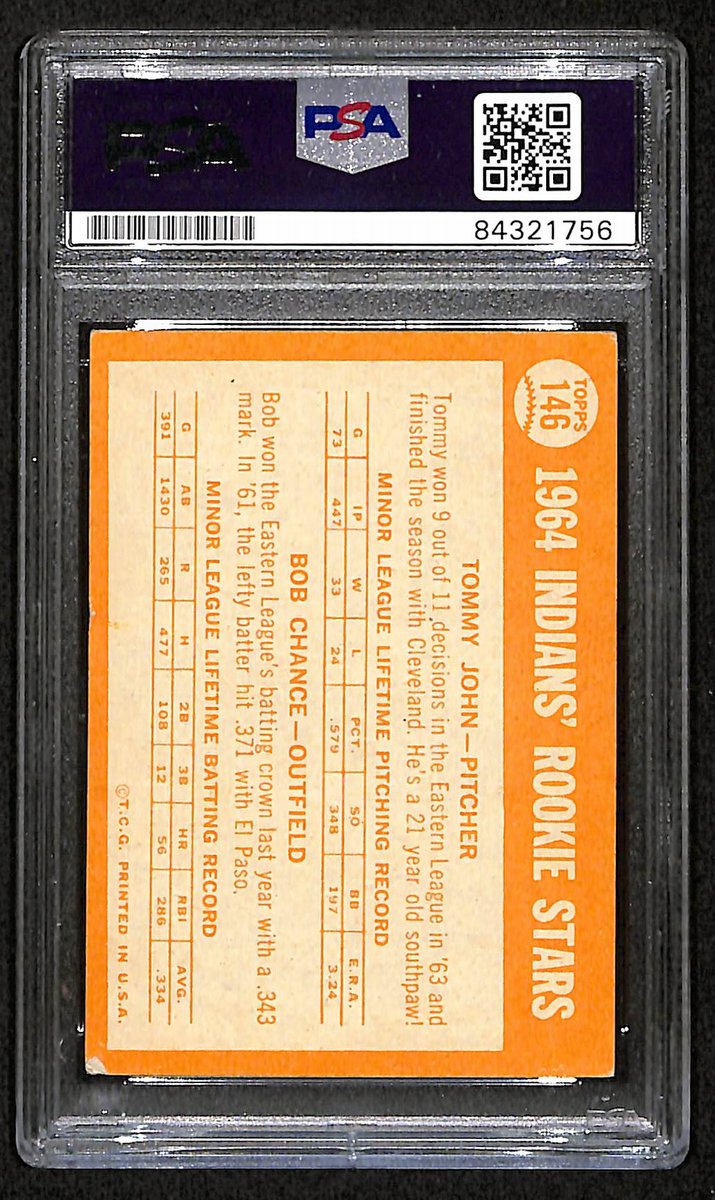 PSA
PSA
84321756
TOPPS
146
1964 INDIANS' ROOKIE STARS
TOMMY JOHN—PITCHER
Tommy won 9 out of 11 decisions in the Eastern League in '63 and
finished the season with Cleveland. He's a 21 year old southpaw!
MINOR LEAGUE LIFETIME PITCHING RECORD
G IP W L PCT. SO BB E.R.A.
73 447 33 24 .579 348 197 3.24
BOB CHANCE—OUTFIELD
Bob won the Eastern League's batting crown last year with a .343
mark. In '61, the lefty batter hit .371 with El Paso.
MINOR LEAGUE LIFETIME BATTING RECORD
G AB R H 2B 3B HR RBI AVG.
391 1430 265 477 108 12 56 286 .334
©T.C.G. PRINTED IN U.S.A.